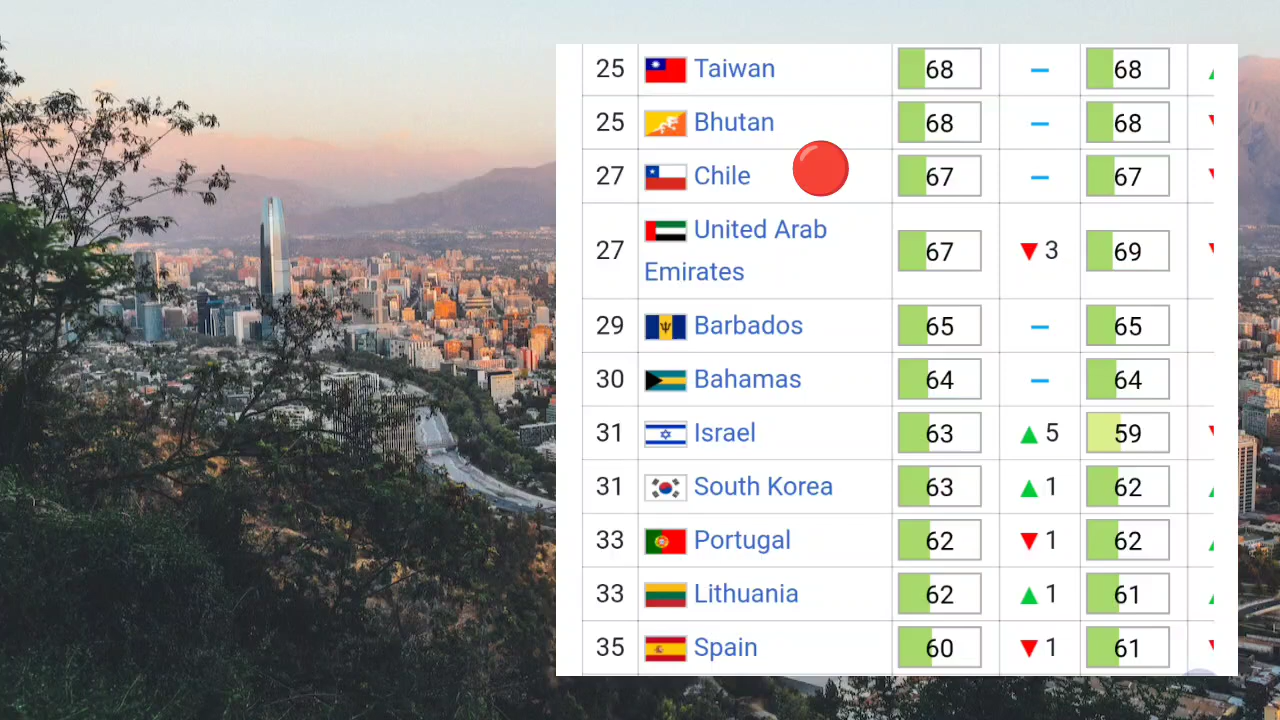 25 Taiwan 68 – 68
25 Bhutan 68 – 68
27 Chile 67 – 67
27 United Arab Emirates 67 ▼ 3 69
29 Barbados 65 – 65
30 Bahamas 64 – 64
31 Israel 63 ▲ 5 59
31 South Korea 63 ▲ 1 62
33 Portugal 62 ▼ 1 62
33 Lithuania 62 ▲ 1 61
35 Spain 60 ▼ 1 61